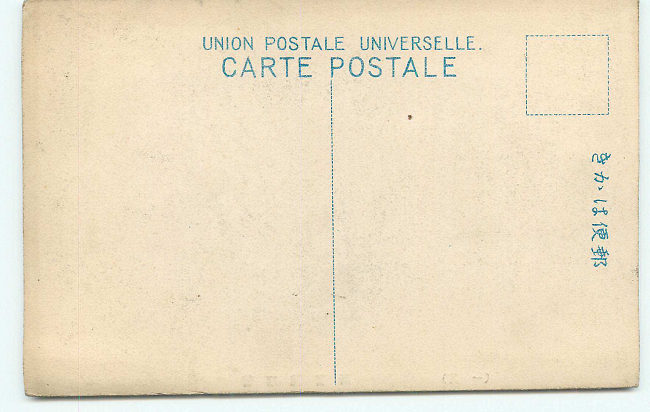 UNION POSTALE UNIVERSELLE.
CARTE POSTALE
郵便はかき